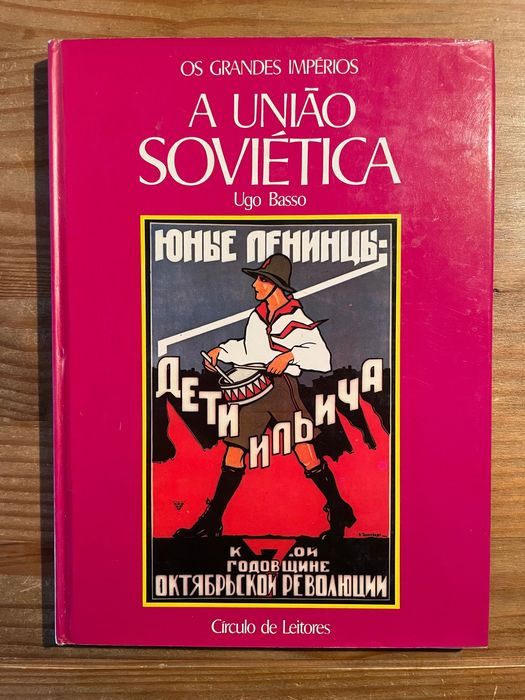 OS GRANDES IMPÉRIOS
A UNIÃO
SOVIÉTICA
Ugo Basso
ЮНЫЕ ЛЕНИНЦЫ-
ДЕТИ ИЛЬИЧА
К 7.ОЙ
ГОДОВЩИНЕ
ОКТЯБРЬСКОЙ РЕВОЛЮЦИИ
Círculo de Leitores